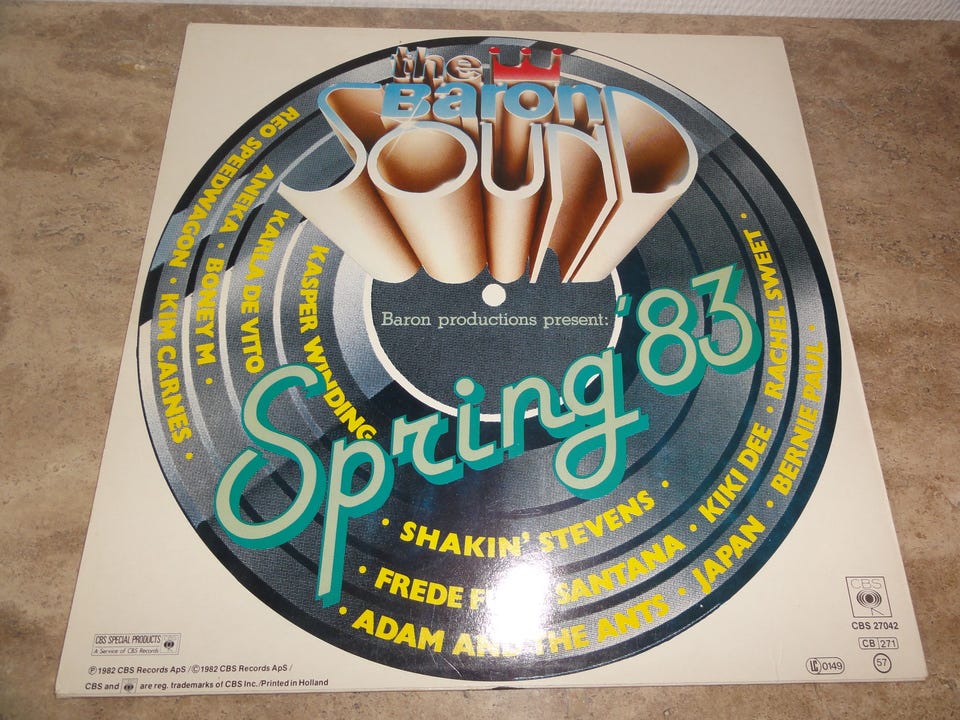 the
Baron
SOUND
Baron productions present:
Spring '83
REO SPEEDWAGON · KIM CARNES ·
ANEKA · BONEY M ·
KARLA DE VITO
KASPER WINDING
· SHAKIN' STEVENS ·
· FREDE SANTANA · KIKI DEE · RACHEL SWEET ·
· ADAM AND THE ANTS · JAPAN · BERNIE PAUL ·
CBS
CBS 27042
CB 271
LC 0149
57
CBS SPECIAL PRODUCTS
A Service of CBS Records
℗ 1982 CBS Records ApS / © 1982 CBS Records ApS /
CBS and are reg. trademarks of CBS Inc./Printed in Holland